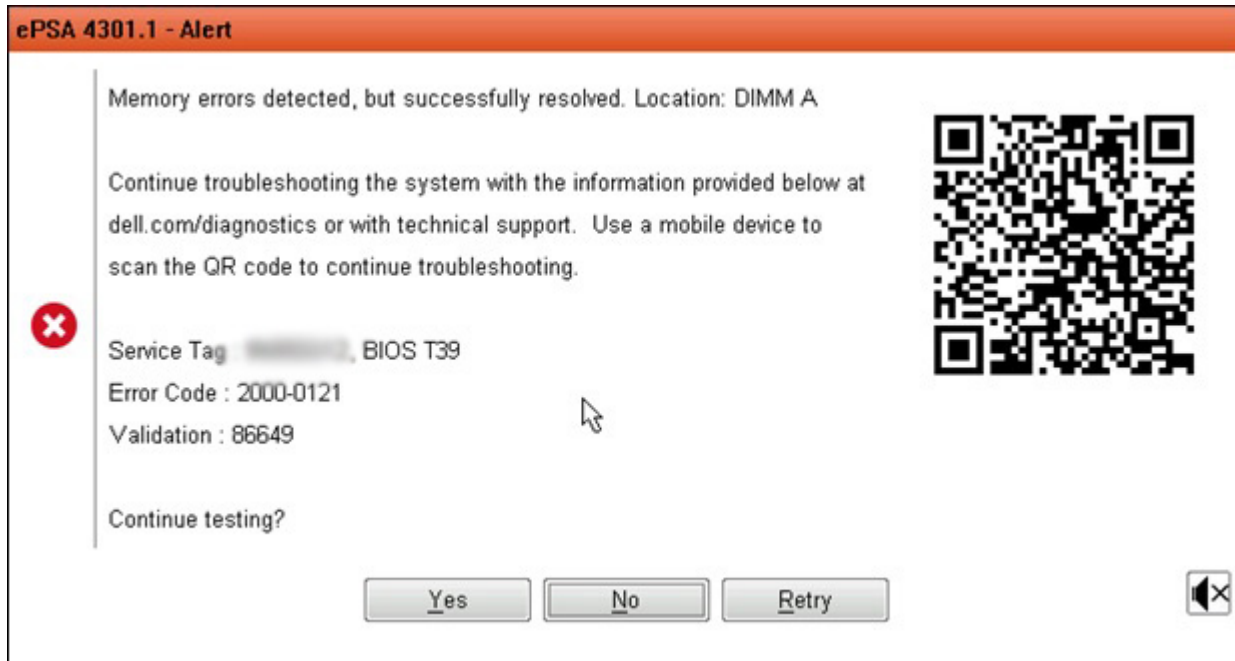 ePSA 4301.1 - Alert
Memory errors detected, but successfully resolved. Location: DIMM A
Continue troubleshooting the system with the information provided below at
dell.com/diagnostics or with technical support. Use a mobile device to
scan the QR code to continue troubleshooting.
Service Tag , BIOS T39
Error Code : 2000-0121
Validation : 86649
Continue testing?
Yes No Retry